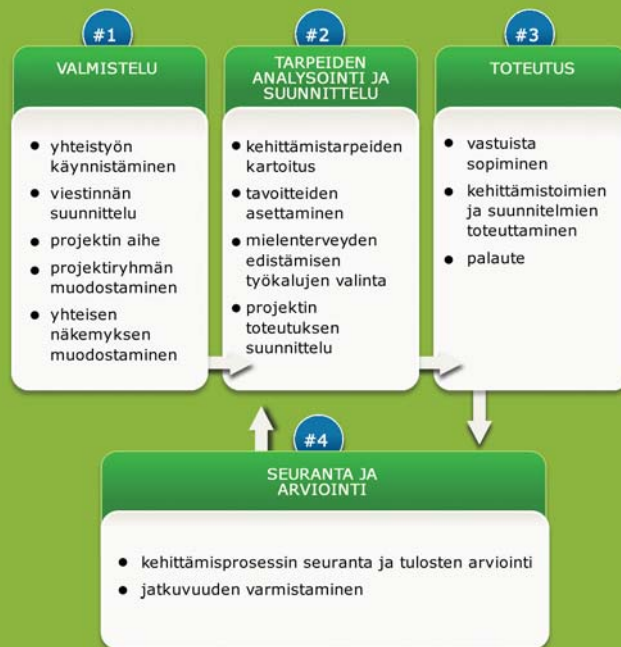 #1
VALMISTELU
yhteistyön
käynnistäminen
viestinnän
suunnittelu
projektin aihe
projektiryhmän
muodostaminen
yhteisen
näkemyksen
muodostaminen
#2
TARPEIDEN
ANALYSOINTI JA
SUUNNITTELU
kehittämistarpeiden
kartoitus
tavoitteiden
asettaminen
mielenterveyden
edistämisen
työkalujen valinta
projektin
toteutuksen
suunnittelu
#3
TOTEUTUS
vastuista
sopiminen
kehittämistoimien
ja suunnitelmien
toteuttaminen
palaute
#4
SEURANTA JA
ARVIOINTI
kehittämisprosessin seuranta ja tulosten arviointi
jatkuvuuden varmistaminen